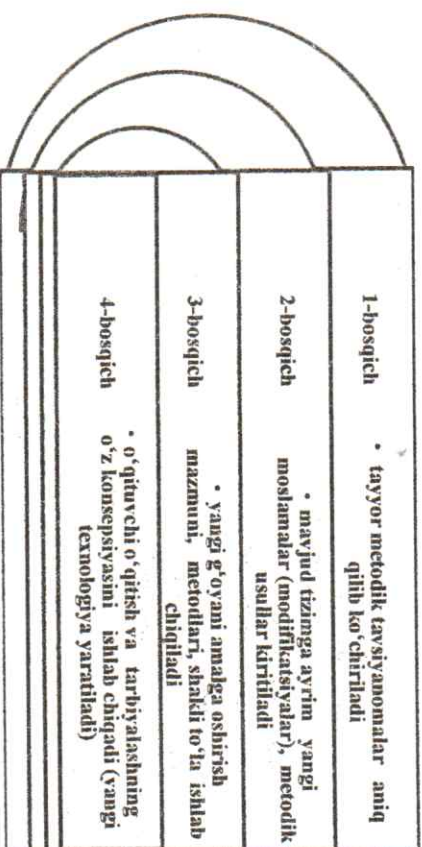 1-bosqich
• tayyor metodik tavsiyanomalar aniq
qilib ko‘chiriladi
2-bosqich
• mavjud tizimga ayrim yangi
moslamalar (modifikatsiyalar), metodik
usullar kiritiladi
3-bosqich
• yangi g‘oyani amalga oshirish
mazmuni, metodlari, shakli to‘la ishlab
chiqiladi
4-bosqich
• o‘qituvchi o‘qitish va tarbiyalashning
o‘z konsepsiyasini ishlab chiqadi (yangi
texnologiya yaratiladi)